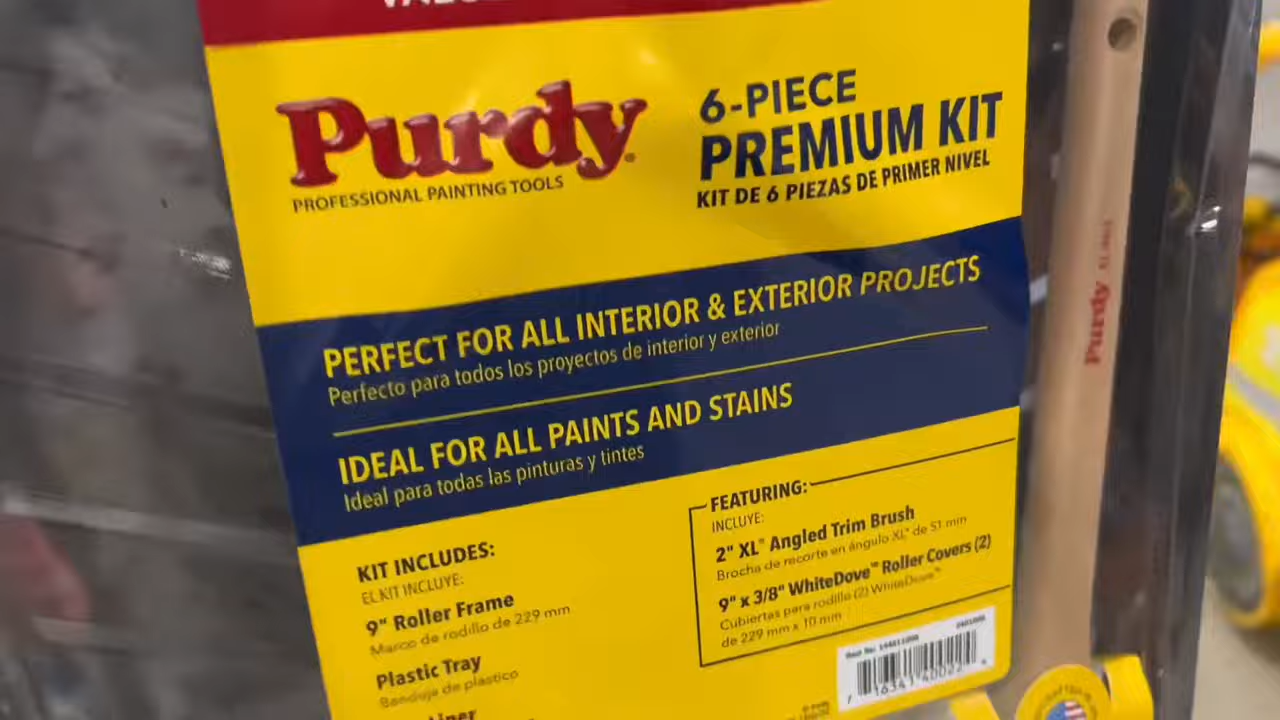 Purdy®
PROFESSIONAL PAINTING TOOLS
6-PIECE
PREMIUM KIT
KIT DE 6 PIEZAS DE PRIMER NIVEL
PERFECT FOR ALL INTERIOR & EXTERIOR PROJECTS
Perfecto para todos los proyectos de interior y exterior
IDEAL FOR ALL PAINTS AND STAINS
Ideal para todas las pinturas y tintes
KIT INCLUDES:
EL KIT INCLUYE:
9" Roller Frame
Marco de rodillo de 229 mm
Plastic Tray
Bandeja de plástico
FEATURING:
INCLUYE:
2" XL™ Angled Trim Brush
Brocha de recorte en ángulo XL™ de 51 mm
9" x 3/8" WhiteDove™ Roller Covers (2)
Cubiertas para rodillo (2) WhiteDove™
de 229 mm x 10 mm
Purdy